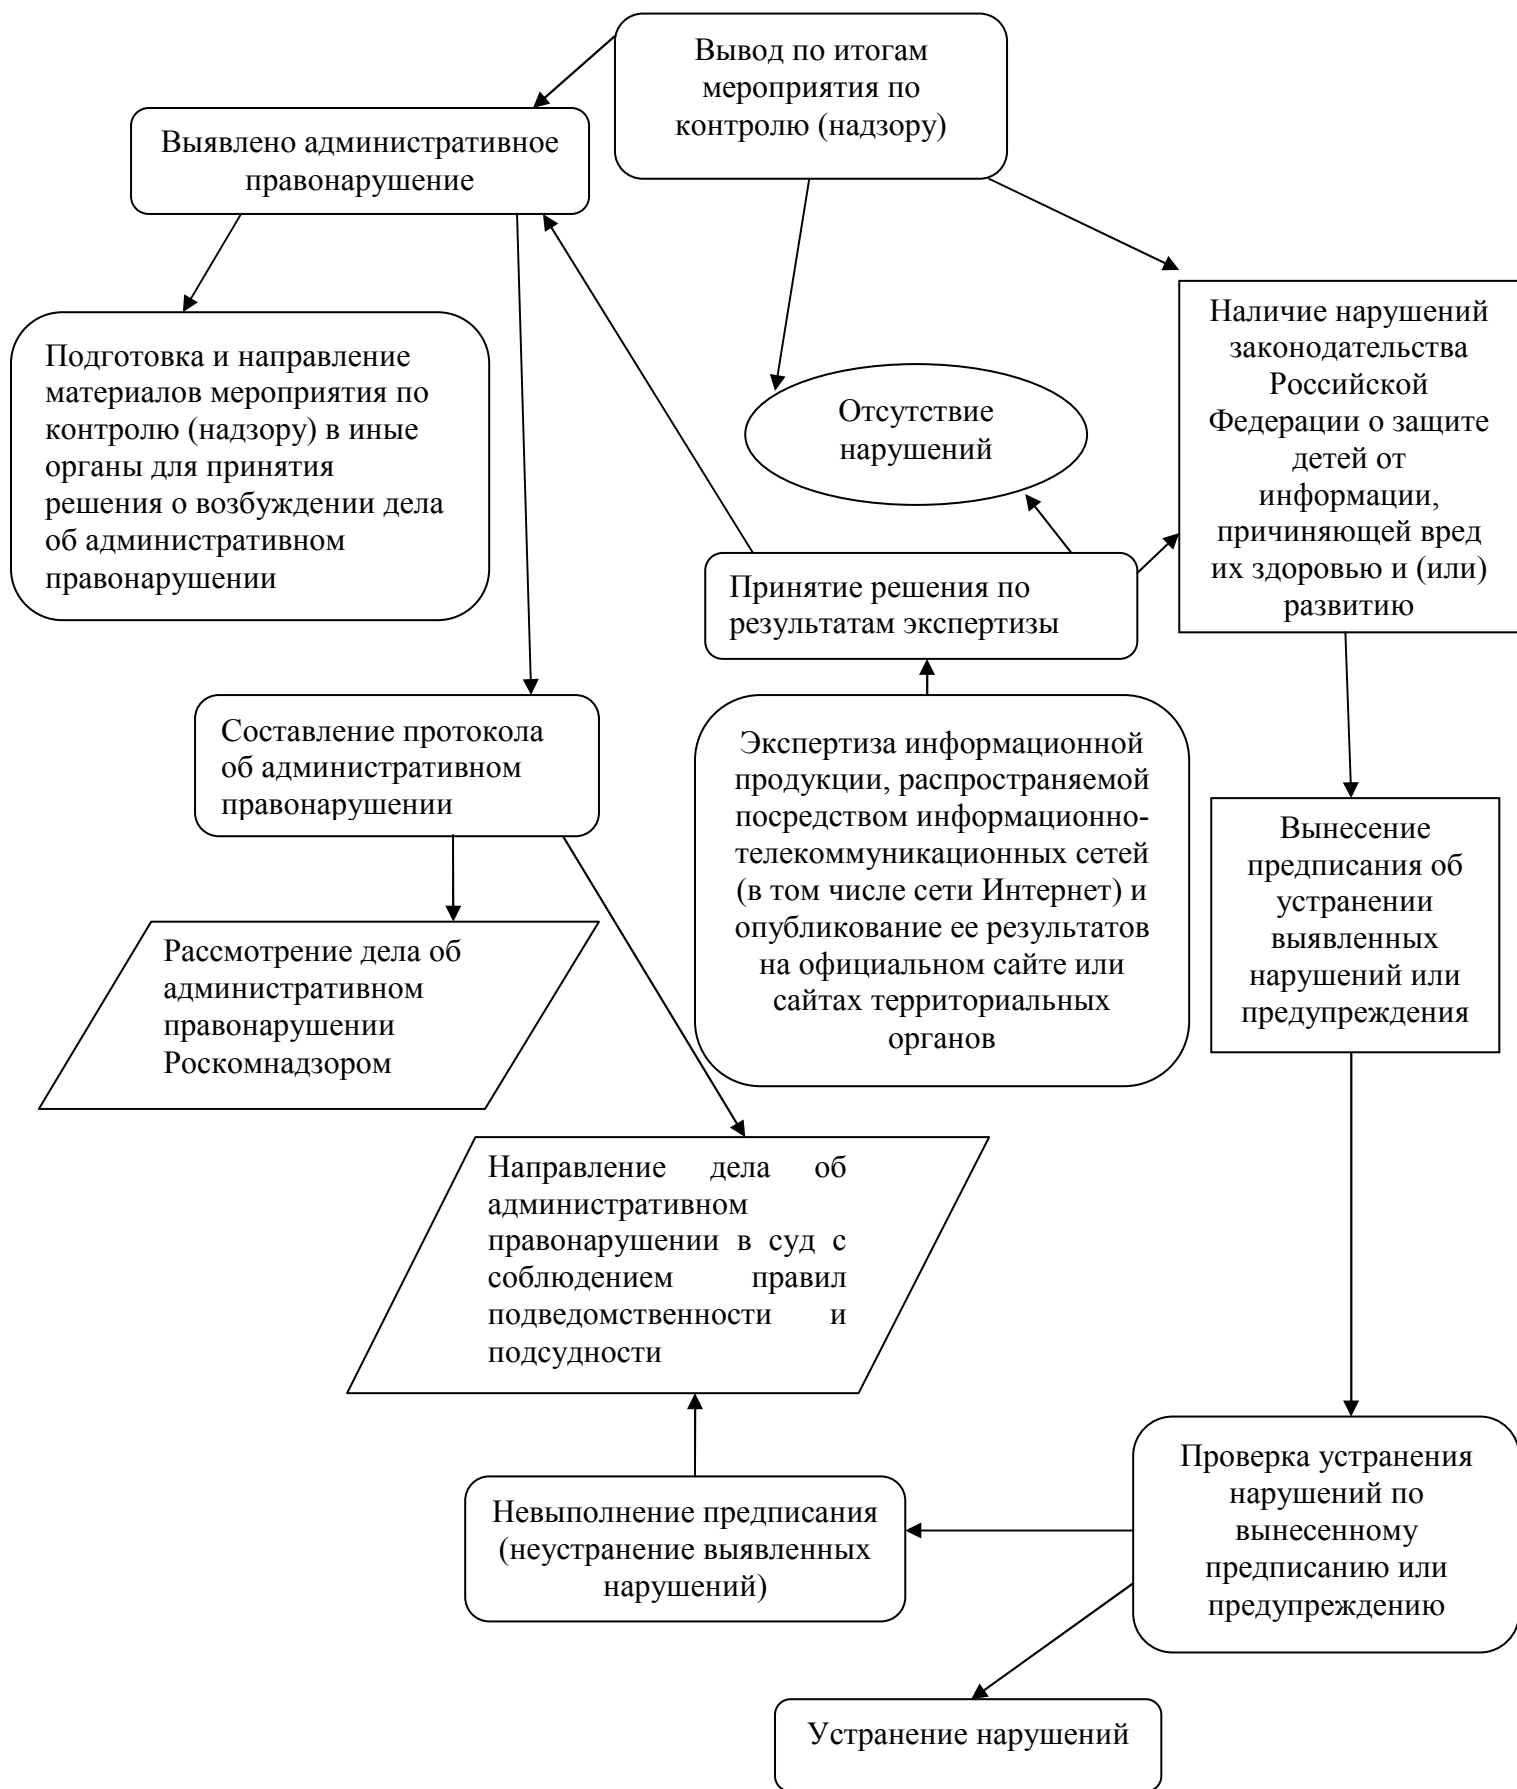 Вывод по итогам
мероприятия по
контролю (надзору)
Выявлено административное
правонарушение
Подготовка и направление
материалов мероприятия по
контролю (надзору) в иные
органы для принятия
решения о возбуждении дела
об административном
правонарушении
Отсутствие
нарушений
Наличие нарушений
законодательства
Российской
Федерации о защите
детей от
информации,
причиняющей вред
их здоровью и (или)
развитию
Принятие решения по
результатам экспертизы
Составление протокола
об административном
правонарушении
Экспертиза информационной
продукции, распространяемой
посредством информационно-
телекоммуникационных сетей
(в том числе сети Интернет) и
опубликование ее результатов
на официальном сайте или
сайтах территориальных
органов
Вынесение
предписания об
устранении
выявленных
нарушений или
предупреждения
Рассмотрение дела об
административном
правонарушении
Роскомнадзором
Направление дела об
административном
правонарушении в суд с
соблюдением правил
подведомственности и
подсудности
Проверка устранения
нарушений по
вынесенному
предписанию или
предупреждению
Невыполнение предписания
(неустранение выявленных
нарушений)
Устранение нарушений